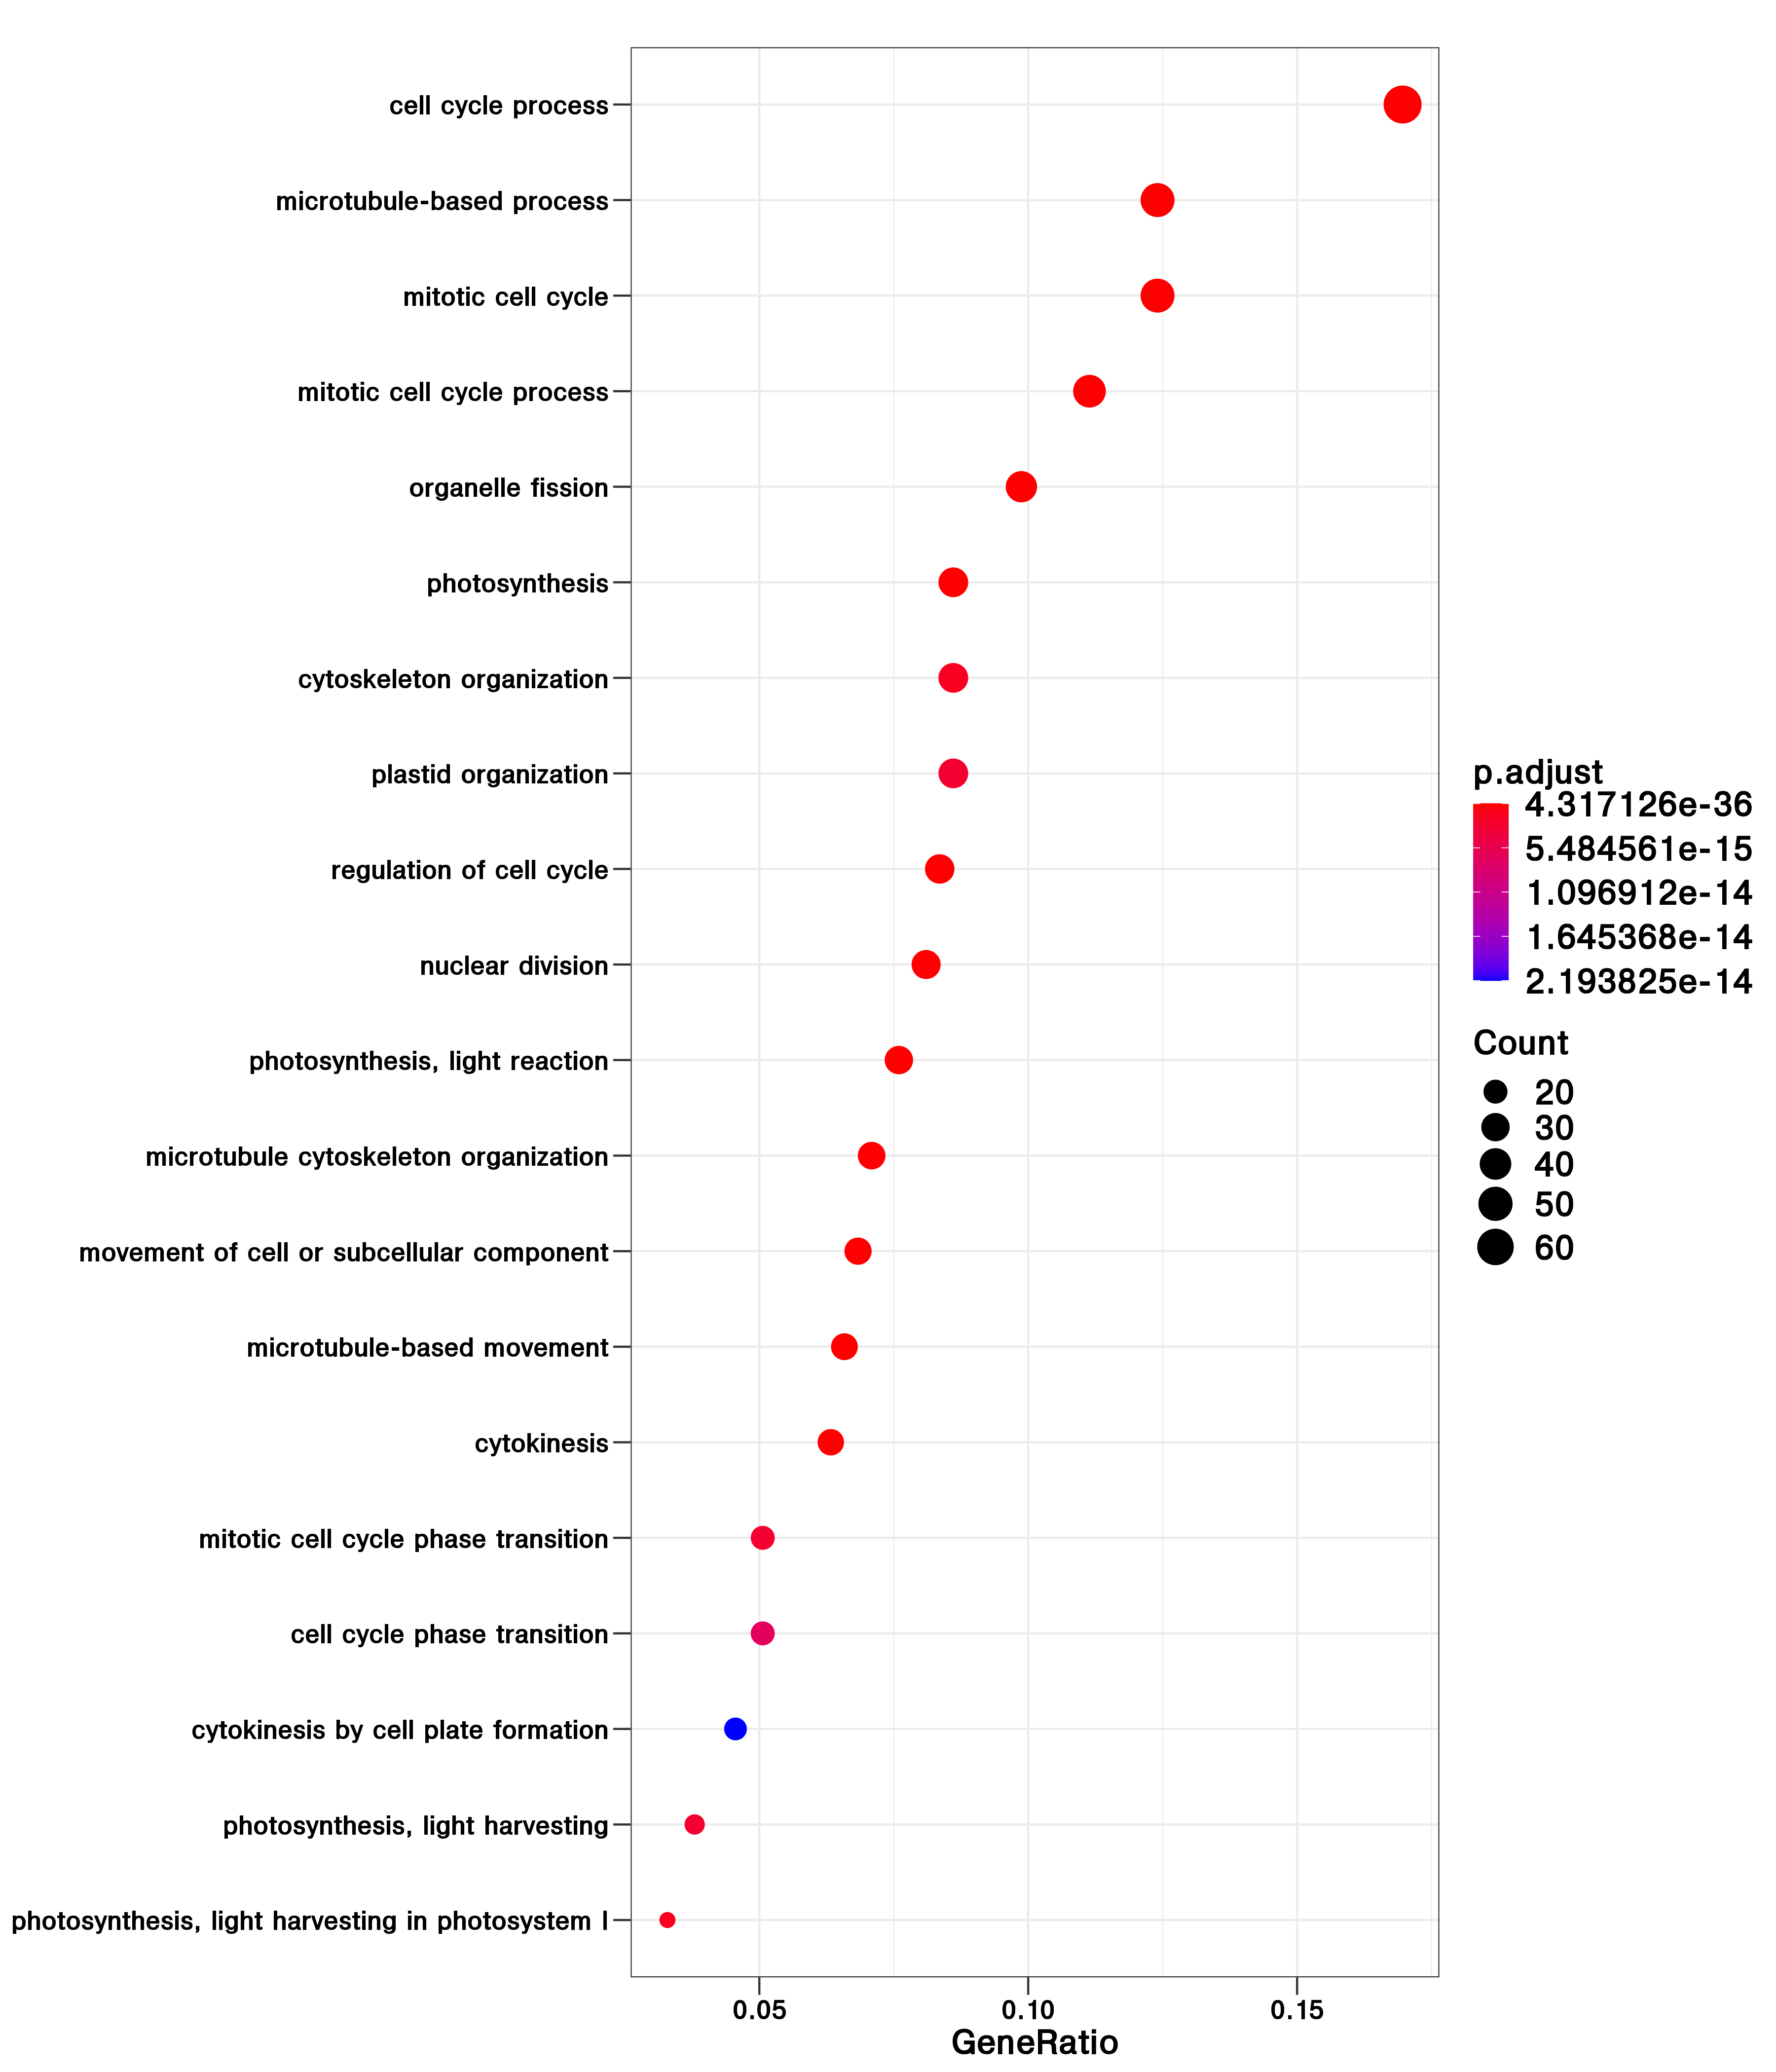 cell cycle process
microtubule-based process
mitotic cell cycle
mitotic cell cycle process
organelle fission
photosynthesis
cytoskeleton organization
plastid organization
regulation of cell cycle
nuclear division
photosynthesis, light reaction
microtubule cytoskeleton organization
movement of cell or subcellular component
microtubule-based movement
cytokinesis
mitotic cell cycle phase transition
cell cycle phase transition
cytokinesis by cell plate formation
photosynthesis, light harvesting
photosynthesis, light harvesting in photosystem I
0.05 0.10 0.15
GeneRatio
p.adjust
4.317126e-36
5.484561e-15
1.096912e-14
1.645368e-14
2.193825e-14
Count
20
30
40
50
60